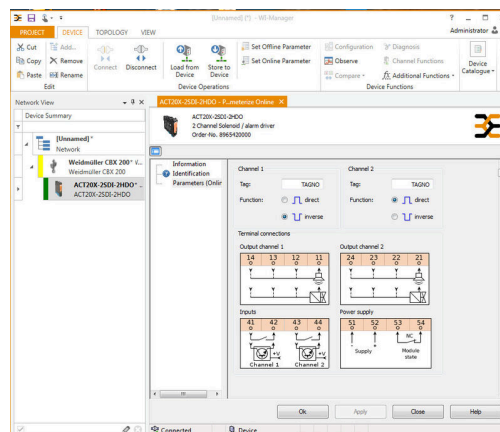 [Unnamed] (*) - WI-Manager
PROJECT DEVICE TOPOLOGY VIEW Administrator
Cut Add... Set Offline Parameter Configuration Diagnosis
Copy Remove Connect Disconnect Load from Device Store to Device Observe Channel Functions Device Catalogue
Paste Rename Set Online Parameter Compare Additional Functions
Edit Device Operations Device Functions
Network View
Device Summary
[Unnamed] *
Network
Weidmüller CBX 200* V...
Weidmuller CBX 200
ACT20X-2SDI-2HDO* ..
ACT20X-2SDI-2HDO
ACT20X-2SDI-2HDO - P...meterize Online
ACT20X-2SDI-2HDO
2 Channel Solenoid / alarm driver
Order-No. 8965420000
Information
Identification
Parameters (Onlin
Channel 1 Channel 2
Tag: TAGNO Tag: TAGNO
Function: direct Function: direct
inverse inverse
Terminal connections
Output channel 1 Output channel 2
14 13 12 11 24 23 22 21
Inputs Power supply
41 42 43 44 51 52 53 54
NC
+V +V
Channel 1 Channel 2
- +
Supply Module state
Ok Apply Close Help
Connected Device